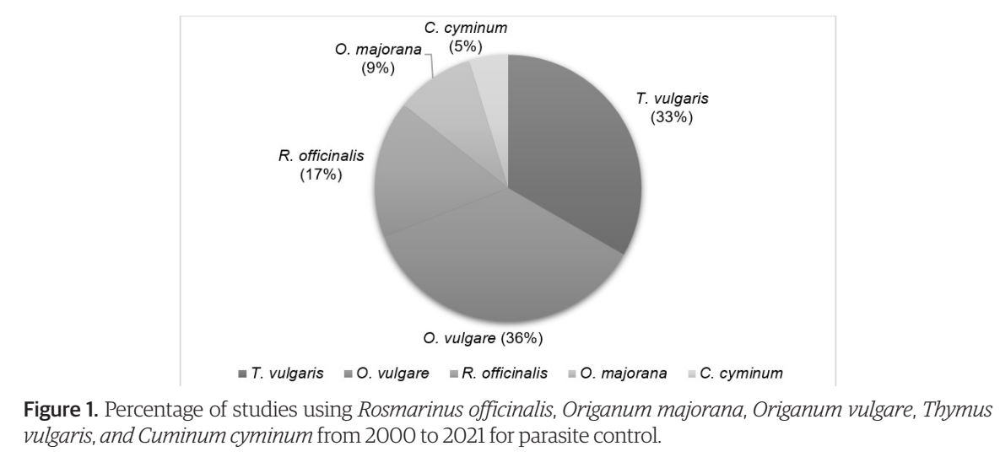 C. cyminum
(5%)
O. majorana
(9%)
T. vulgaris
(33%)
R. officinalis
(17%)
O. vulgare (36%)
T. vulgaris O. vulgare R. officinalis O. majorana C. cyminum
Figure 1. Percentage of studies using Rosmarinus officinalis, Origanum majorana, Origanum vulgare, Thymus
vulgaris, and Cuminum cyminum from 2000 to 2021 for parasite control.